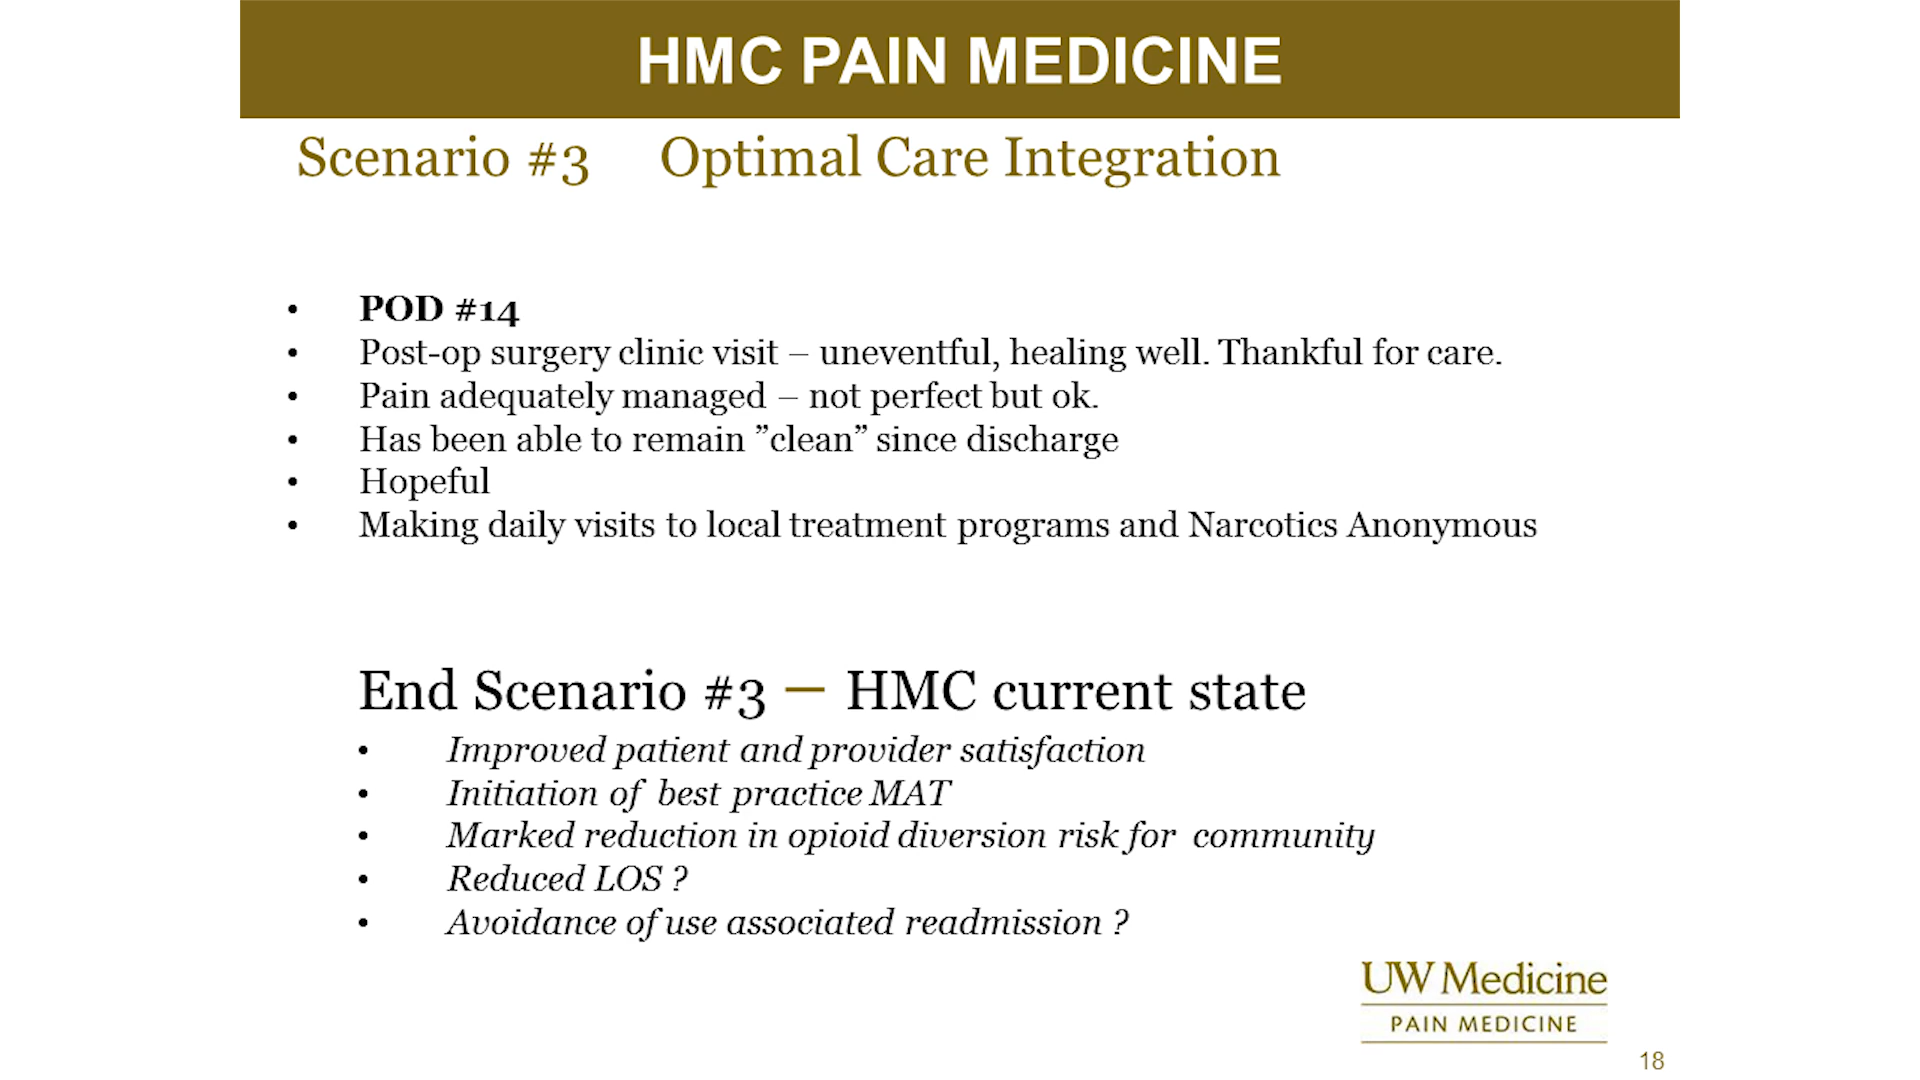 HMC PAIN MEDICINE
Scenario #3 Optimal Care Integration
• POD #14
• Post-op surgery clinic visit – uneventful, healing well. Thankful for care.
• Pain adequately managed – not perfect but ok.
• Has been able to remain ”clean” since discharge
• Hopeful
• Making daily visits to local treatment programs and Narcotics Anonymous
End Scenario #3 – HMC current state
• Improved patient and provider satisfaction
• Initiation of best practice MAT
• Marked reduction in opioid diversion risk for community
• Reduced LOS ?
• Avoidance of use associated readmission ?
UW Medicine
PAIN MEDICINE
18